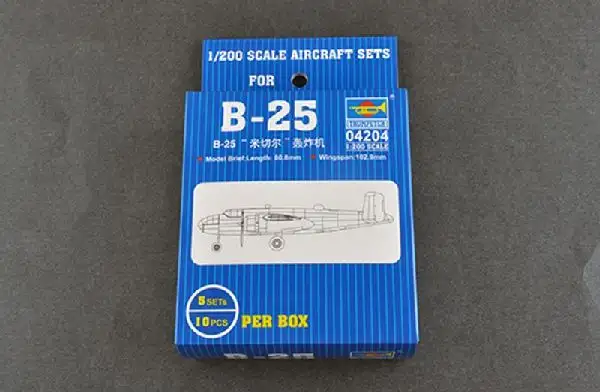 1/200 SCALE AIRCRAFT SETS
FOR
B-25
B-25 “米切尔”轰炸机
Model Brief:Length: 80.8mm Wingspan:102.9mm
TRUMPETER
04204
1:200 SCALE
5 SETs
10 PCS
PER BOX
B-25